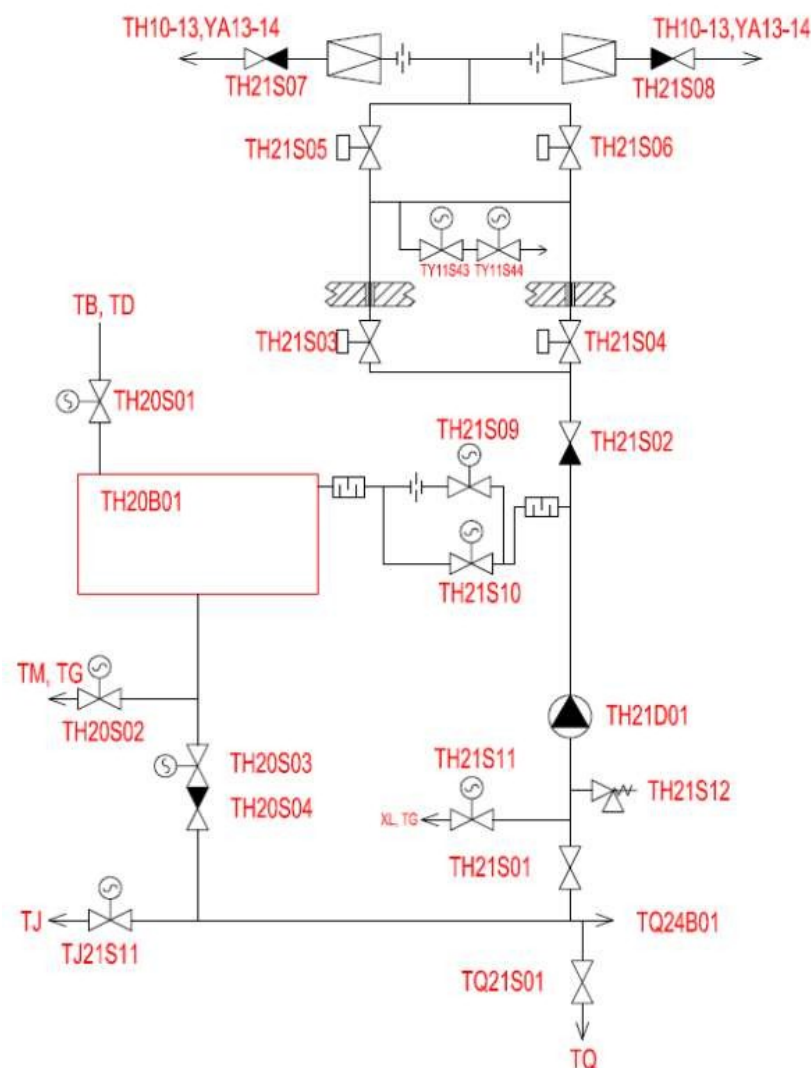 TH10-13,YA13-14
TH10-13,YA13-14
TH21S07
TH21S08
TH21S05
TH21S06
TY11S43
TY11S44
TB, TD
TH21S03
TH21S04
TH20S01
TH21S09
TH21S02
TH20B01
TH21S10
TM, TG
TH20S02
TH21D01
TH20S03
TH21S11
TH21S12
TH20S04
XL, TG
TH21S01
TJ
TQ24B01
TJ21S11
TQ21S01
TQ